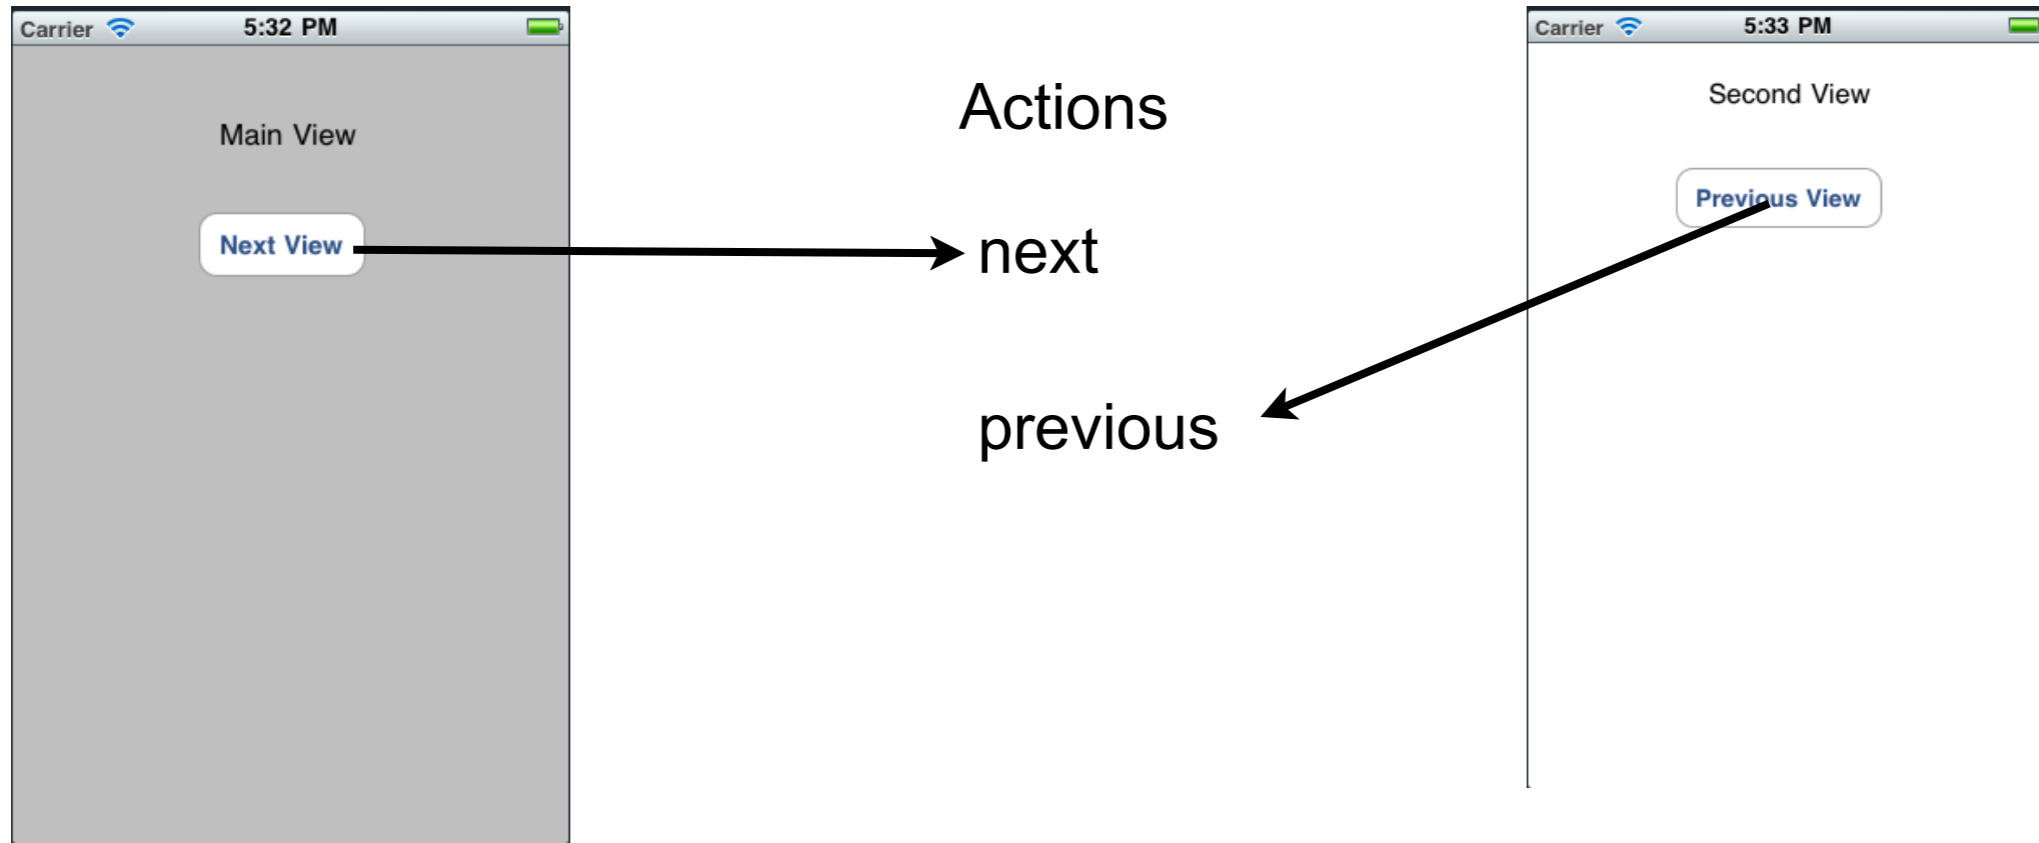 Carrier 5:32 PM
Main View
Next View
Actions
next
previous
Carrier 5:33 PM
Second View
Previous View